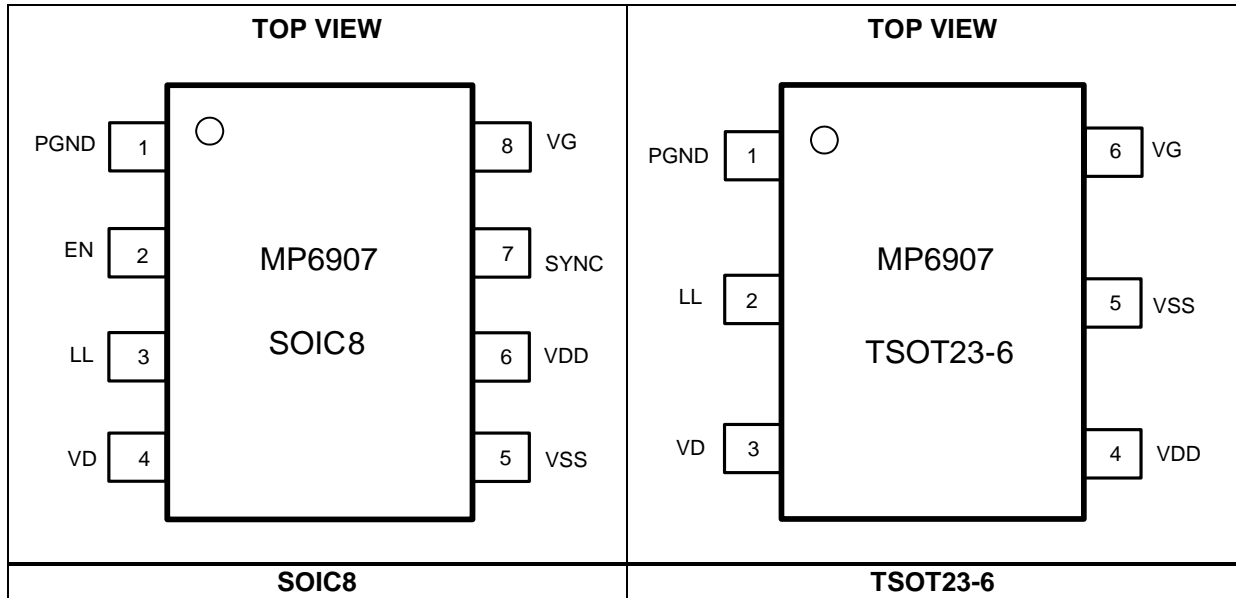 TOP VIEW
PGND 1 8 VG
EN 2 7 SYNC
MP6907
SOIC8
LL 3 6 VDD
VD 4 5 VSS
SOIC8
TOP VIEW
PGND 1 6 VG
MP6907
LL 2 5 VSS
TSOT23-6
VD 3 4 VDD
TSOT23-6